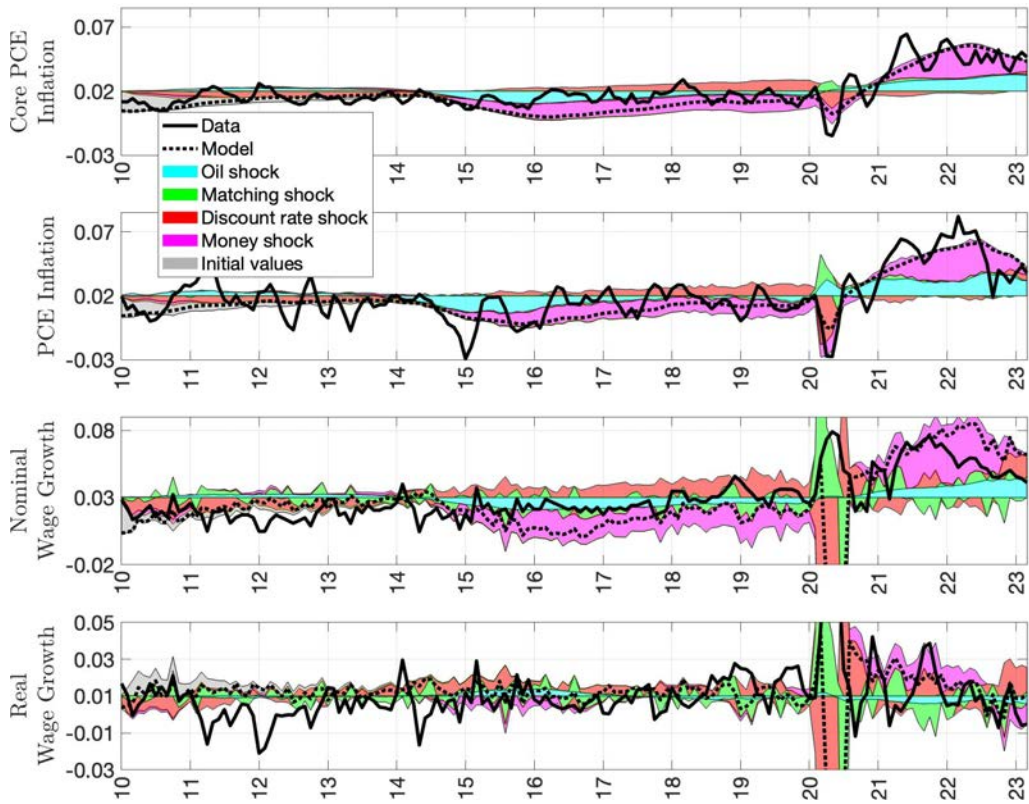 Core PCE
Inflation
0.07
0.02
-0.03
10 11 12 13 14 15 16 17 18 19 20 21 22 23
Data
Model
Oil shock
Matching shock
Discount rate shock
Money shock
Initial values
PCE Inflation
0.07
0.02
-0.03
10 11 12 13 14 15 16 17 18 19 20 21 22 23
Nominal
Wage Growth
0.08
0.03
-0.02
10 11 12 13 14 15 16 17 18 19 20 21 22 23
Real
Wage Growth
0.05
0.03
0.01
-0.01
-0.03
10 11 12 13 14 15 16 17 18 19 20 21 22 23